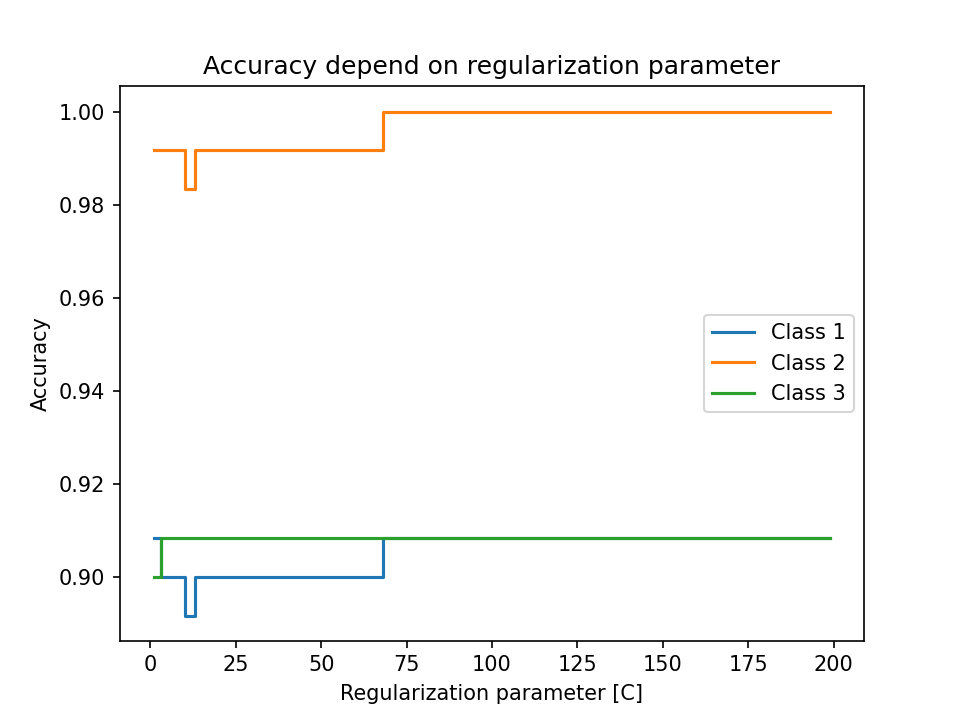 Accuracy depend on regularization parameter
1.00
0.98
0.96
0.94
0.92
0.90
Accuracy
Class 1
Class 2
Class 3
0 25 50 75 100 125 150 175 200
Regularization parameter [C]